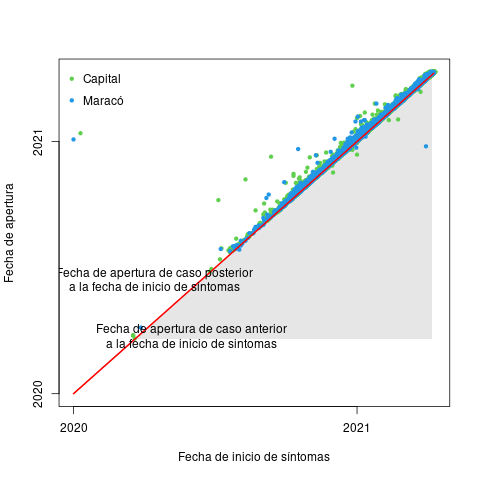 Capital
Maracó
Fecha de apertura
2021
2020
Fecha de apertura de caso posterior
a la fecha de inicio de síntomas
Fecha de apertura de caso anterior
a la fecha de inicio de sintomas
2020
2021
Fecha de inicio de síntomas